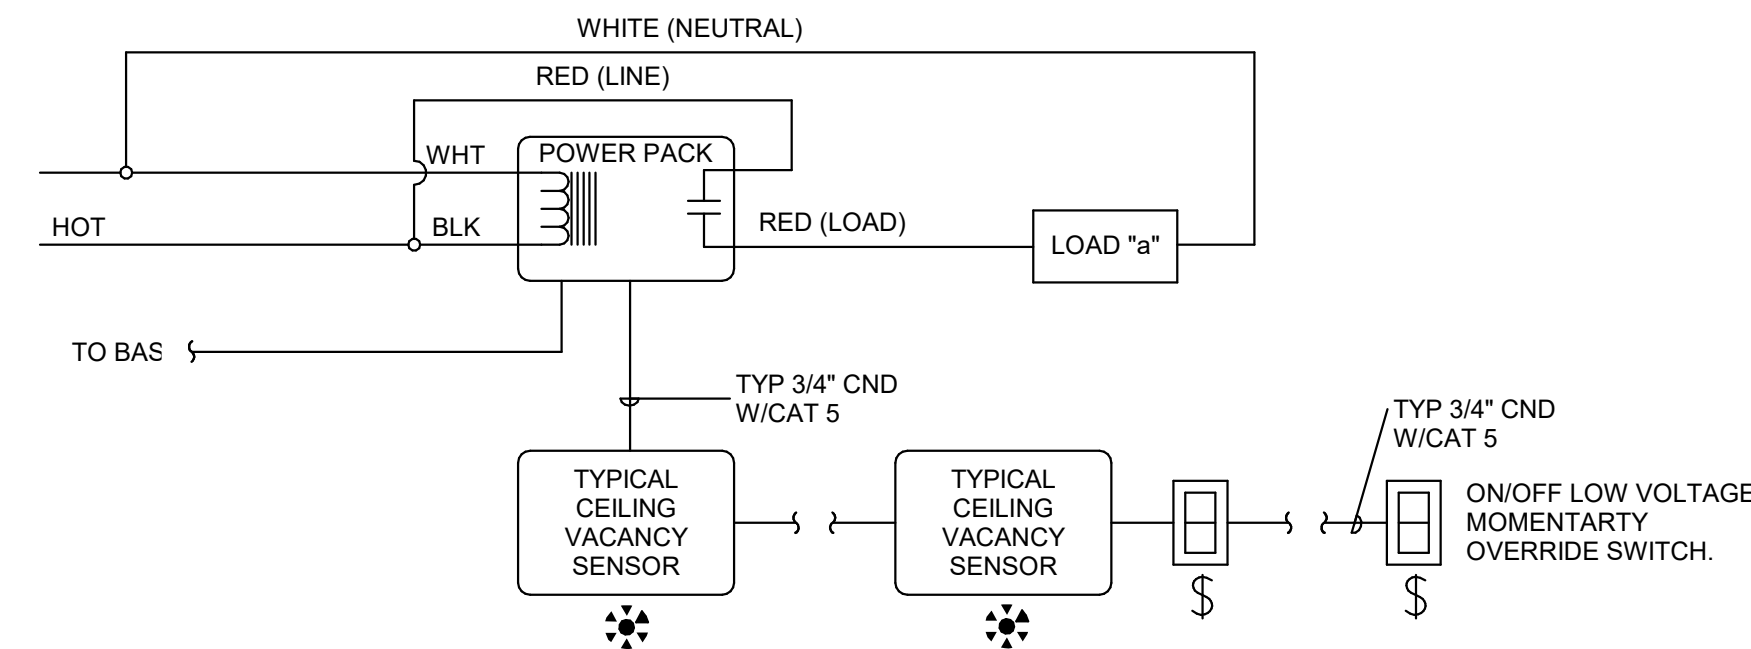 WHITE (NEUTRAL)
RED (LINE)
WHT
POWER PACK
HOT
BLK
RED (LOAD)
LOAD "a"
TO BAS
TYP 3/4" CND
W/CAT 5
TYP 3/4" CND
W/CAT 5
TYPICAL
CEILING
VACANCY
SENSOR
TYPICAL
CEILING
VACANCY
SENSOR
ON/OFF LOW VOLTAGE
MOMENTARTY
OVERRIDE SWITCH.
$
$